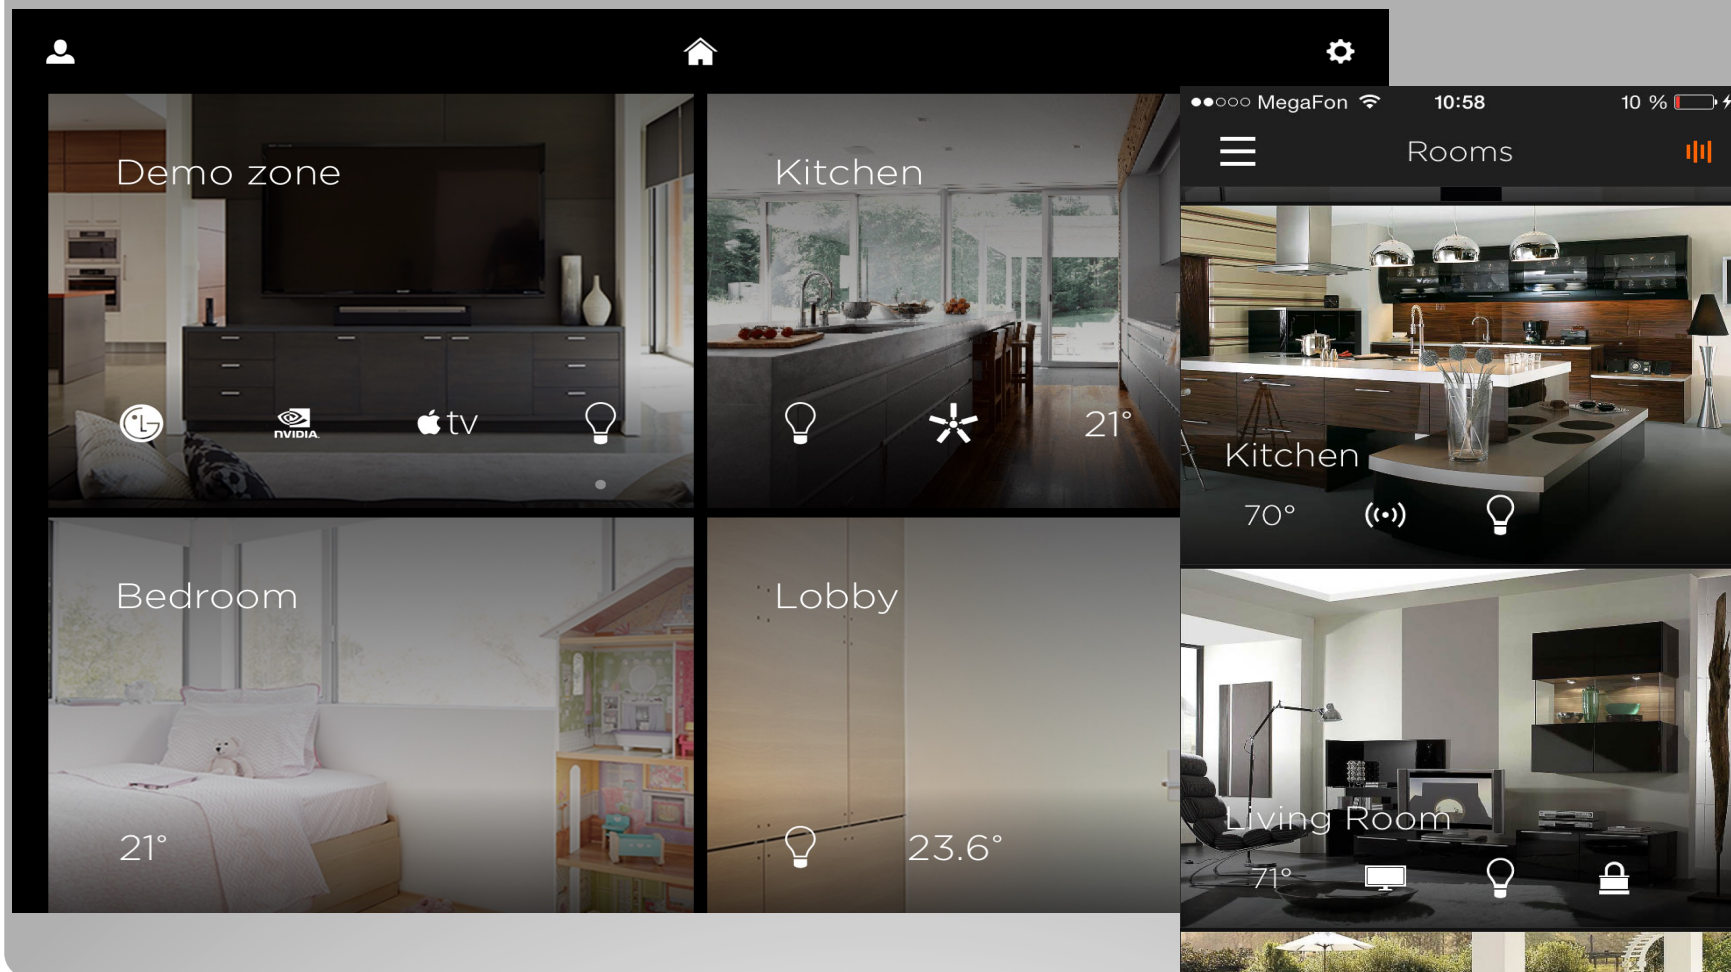 Demo zone
LG
NVIDIA.
tv
Kitchen
21°
Bedroom
21°
Lobby
23.6°
MegaFon
10:58
10 %
Rooms
Kitchen
70°
Living Room
71°